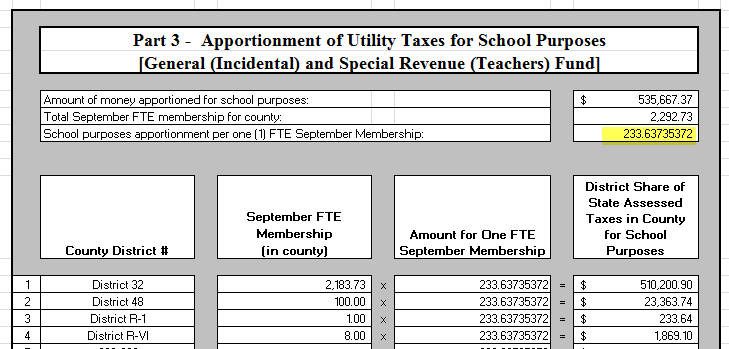 Part 3 - Apportionment of Utility Taxes for School Purposes
[General (Incidental) and Special Revenue (Teachers) Fund]
Amount of money apportioned for school purposes: $ 535,667.37
Total September FTE membership for county: 2,292.73
School purposes apportionment per one (1) FTE September Membership: 233.63735372
County District #
September FTE
Membership
(in county)
Amount for One FTE
September Membership
District Share of
State Assessed
Taxes in County
for School
Purposes
1 District 32 2,183.73 x 233.63735372 = $ 510,200.90
2 District 48 100.00 x 233.63735372 = $ 23,363.74
3 District R-1 1.00 x 233.63735372 = $ 233.64
4 District R-VI 8.00 x 233.63735372 = $ 1,869.10